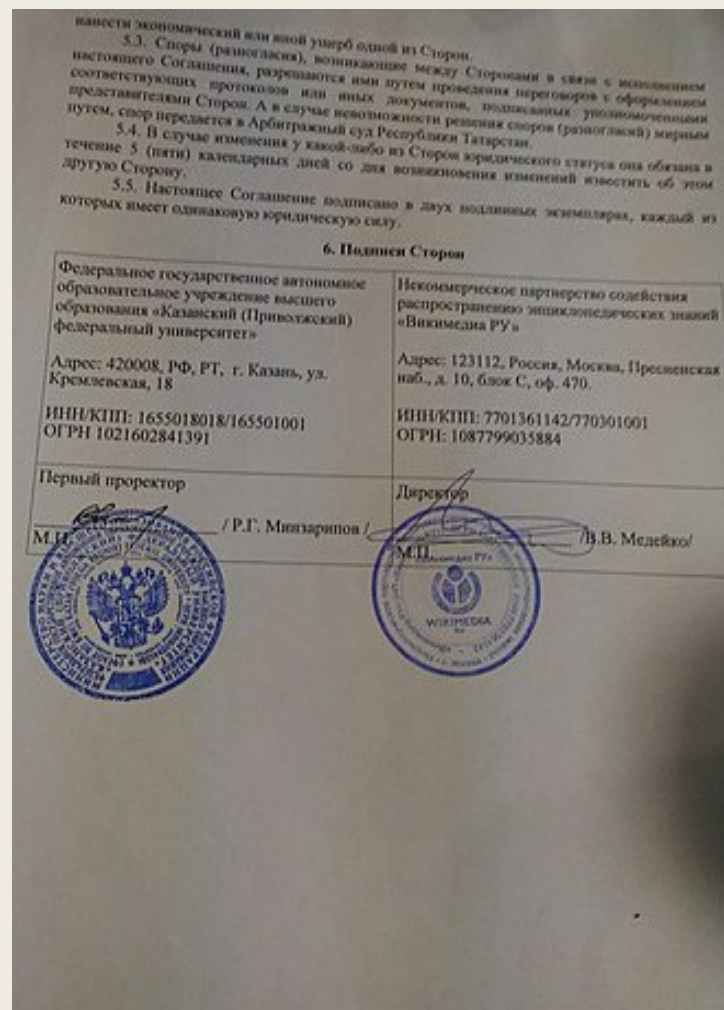 нанести экономический или иной ущерб одной из Сторон.
5.3. Споры (разногласия), возникающие между Сторонами в связи с исполнением
настоящего Соглашения, разрешаются ими путем проведения переговоров с оформлением
соответствующих протоколов или иных документов, подписанных уполномоченными
представителями Сторон. А в случае невозможности решения споров (разногласий) мирным
путем, спор передается в Арбитражный суд Республики Татарстан.
5.4. В случае изменения у какой-либо из Сторон юридического статуса она обязана в
течение 5 (пяти) календарных дней со дня возникновения изменений известить об этом
другую Сторону.
5.5. Настоящее Соглашение подписано в двух подлинных экземплярах, каждый из
которых имеет одинаковую юридическую силу.
6. Подписи Сторон
Федеральное государственное автономное
образовательное учреждение высшего
образования «Казанский (Приволжский)
федеральный университет»
Адрес: 420008, РФ, РТ, г. Казань, ул.
Кремлевская, 18
ИНН/КПП: 1655018018/165501001
ОГРН 1021602841391
Первый проректор
/ Р.Г. Минзарипов /
М.П.
Некоммерческое партнерство содействия
распространению энциклопедических знаний
«Викимедиа РУ»
Адрес: 123112, Россия, Москва, Пресненская
наб., д. 10, блок С, оф. 470.
ИНН/КПП: 7701361142/770301001
ОГРН: 1087799035884
Директор
/В.В. Медейко/
М.П.
«Викимедиа РУ»
WIKIMEDIA